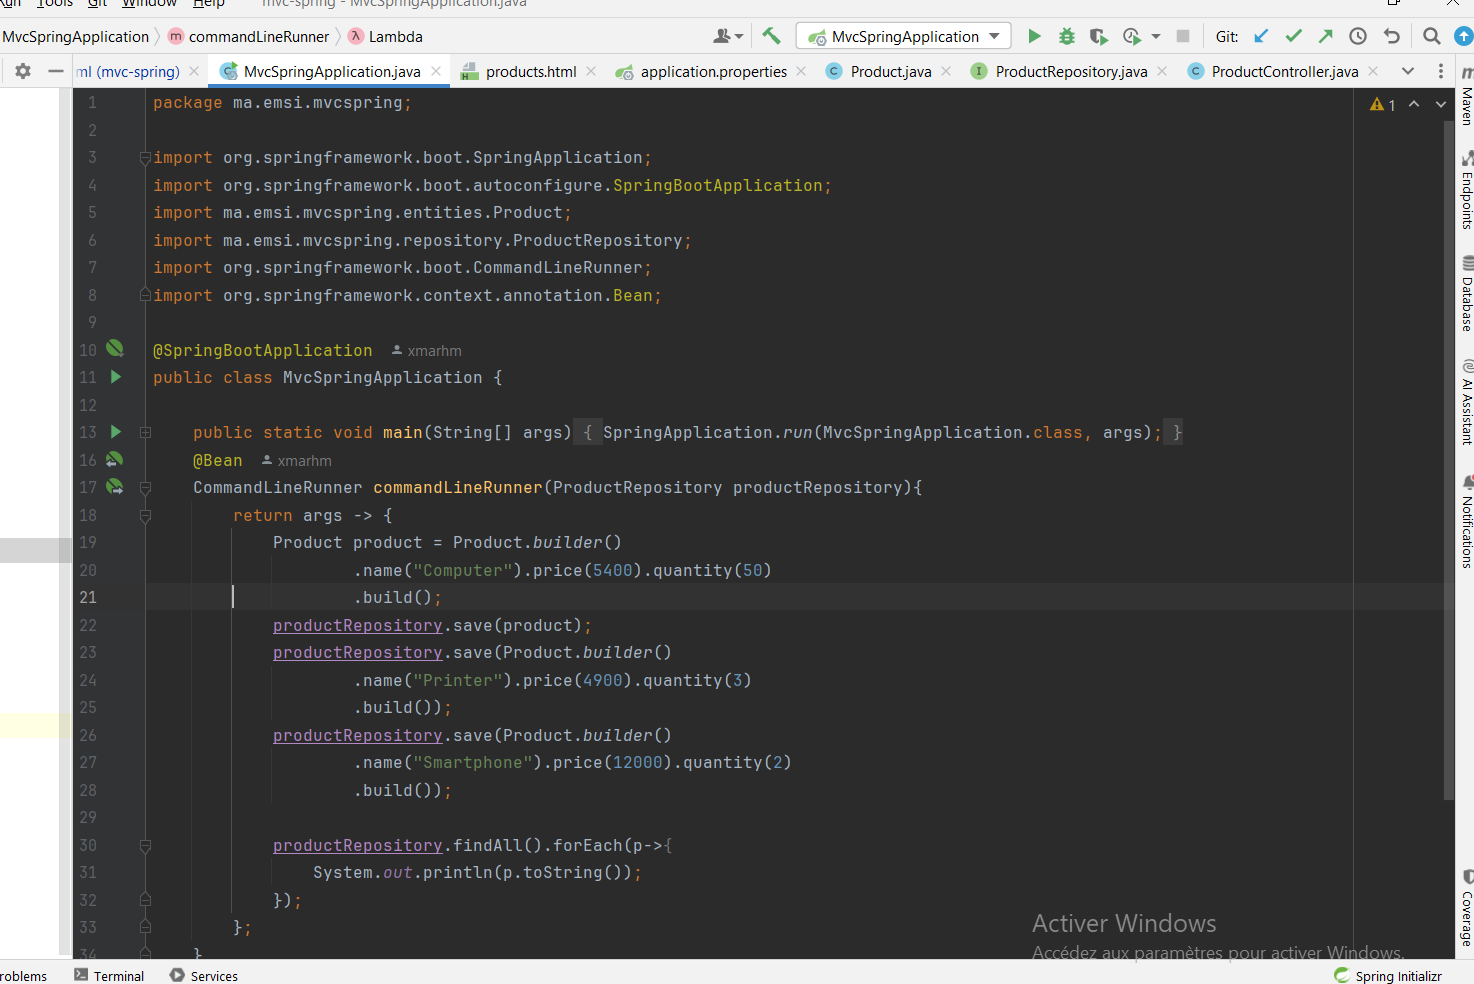 Run Tools Git Window Help mvc-spring - MvcSpringApplication.java
MvcSpringApplication commandLineRunner Lambda MvcSpringApplication Git:
ml (mvc-spring) MvcSpringApplication.java products.html application.properties Product.java ProductRepository.java ProductController.java
1 package ma.emsi.mvcspring;
2
3 import org.springframework.boot.SpringApplication;
4 import org.springframework.boot.autoconfigure.SpringBootApplication;
5 import ma.emsi.mvcspring.entities.Product;
6 import ma.emsi.mvcspring.repository.ProductRepository;
7 import org.springframework.boot.CommandLineRunner;
8 import org.springframework.context.annotation.Bean;
9
10 @SpringBootApplication xmarhm
11 public class MvcSpringApplication {
12
13 public static void main(String[] args) { SpringApplication.run(MvcSpringApplication.class, args); }
16 @Bean xmarhm
17 CommandLineRunner commandLineRunner(ProductRepository productRepository){
18 return args -> {
19 Product product = Product.builder()
20 .name("Computer").price(5400).quantity(50)
21 .build();
22 productRepository.save(product);
23 productRepository.save(Product.builder()
24 .name("Printer").price(4900).quantity(3)
25 .build());
26 productRepository.save(Product.builder()
27 .name("Smartphone").price(12000).quantity(2)
28 .build());
29
30 productRepository.findAll().forEach(p->{
31 System.out.println(p.toString());
32 });
33 };
34 }
1
Maven
Endpoints
Database
AI Assistant
Notifications
Coverage
Activer Windows
Accédez aux paramètres pour activer Windows.
roblems Terminal Services Spring Initializr